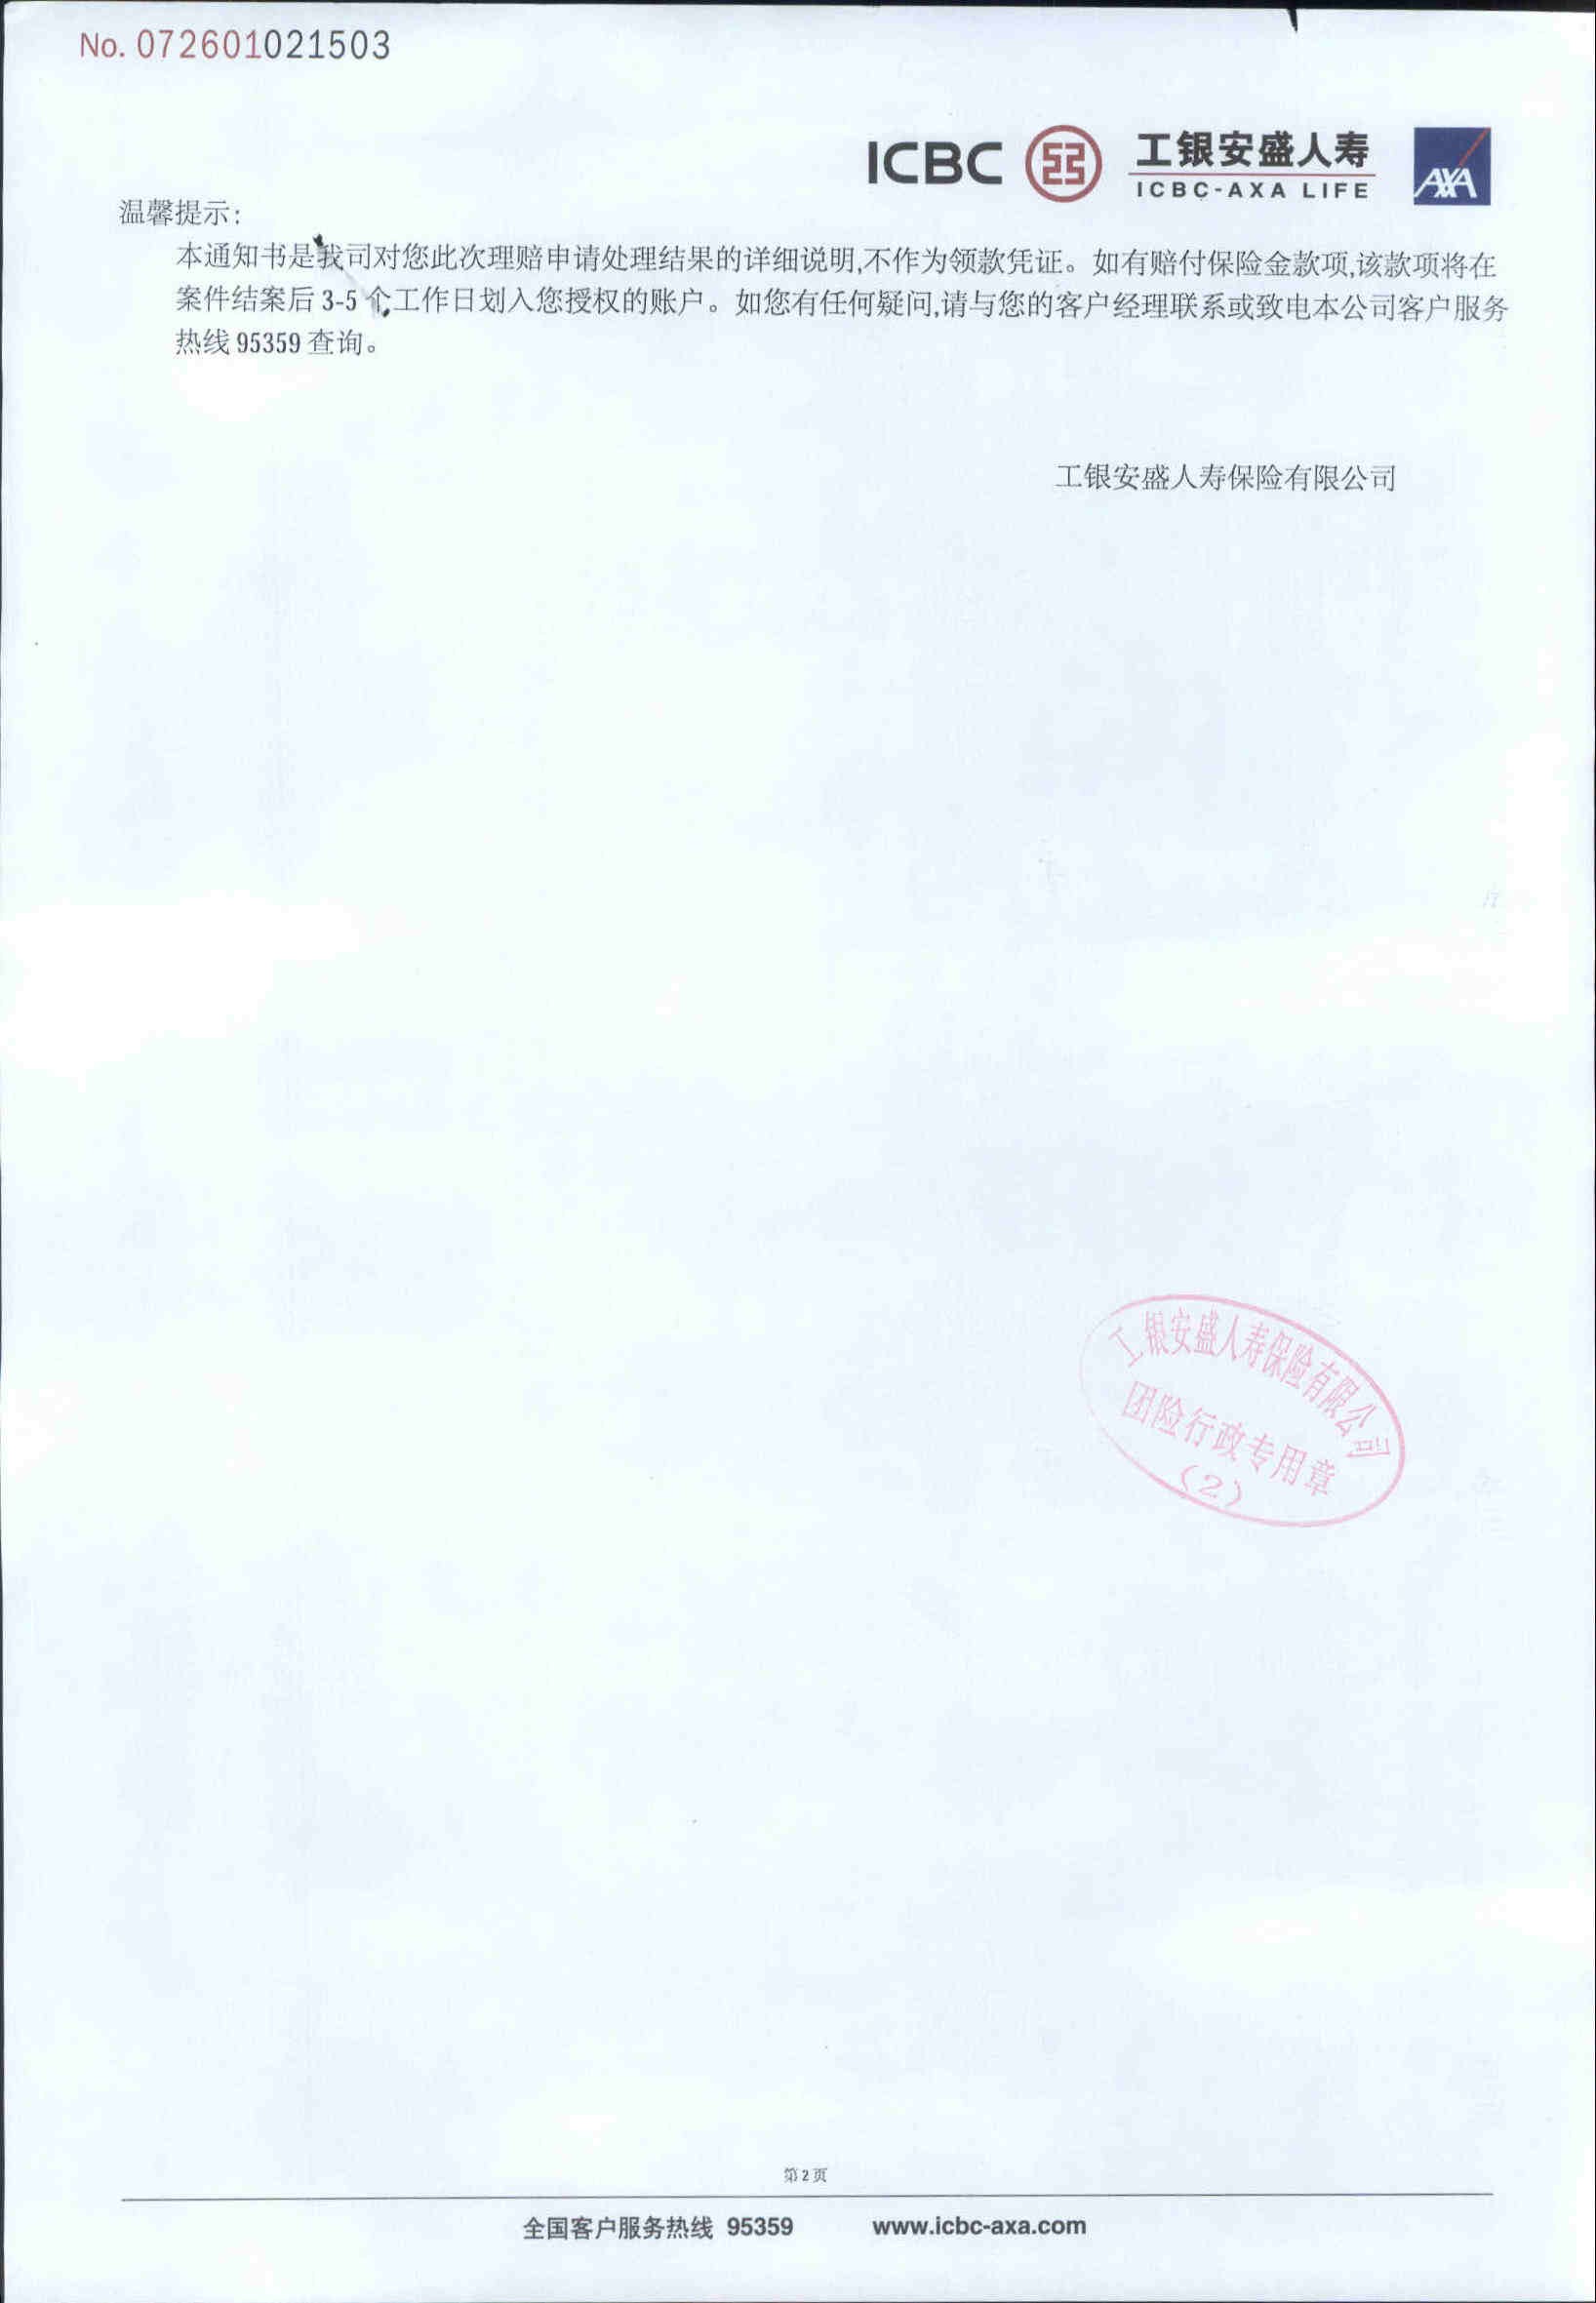 No. 072601021503
ICBC 工银安盛人寿 AXA
ICBC-AXA LIFE
温馨提示:
本通知书是我司对您此次理赔申请处理结果的详细说明,不作为领款凭证。如有赔付保险金款项,该款项将在
案件结案后 3-5 个工作日划入您授权的账户。如您有任何疑问,请与您的客户经理联系或致电本公司客户服务
热线 95359 查询。
工银安盛人寿保险有限公司
工银安盛人寿保险有限公司
团险行政专用章
(2)
第 2 页
全国客户服务热线 95359 www.icbc-axa.com